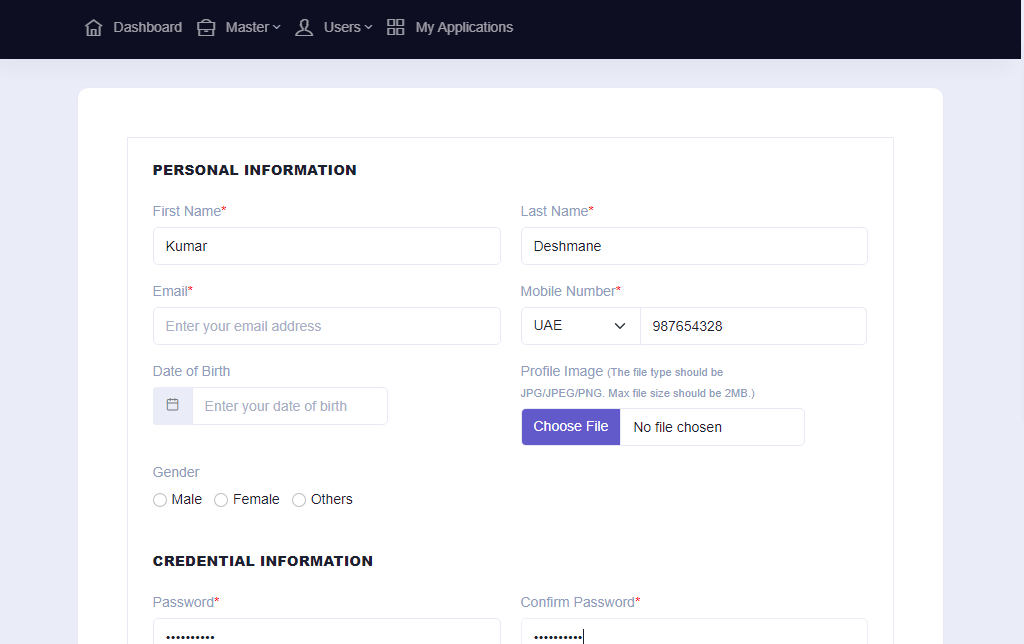 Dashboard Master Users My Applications
PERSONAL INFORMATION
First Name* Last Name*
Kumar Deshmane
Email* Mobile Number*
Enter your email address UAE 987654328
Date of Birth Profile Image (The file type should be
JPG/JPEG/PNG. Max file size should be 2MB.)
Enter your date of birth
Choose File No file chosen
Gender
Male Female Others
CREDENTIAL INFORMATION
Password* Confirm Password*
•••••••••• ••••••••••